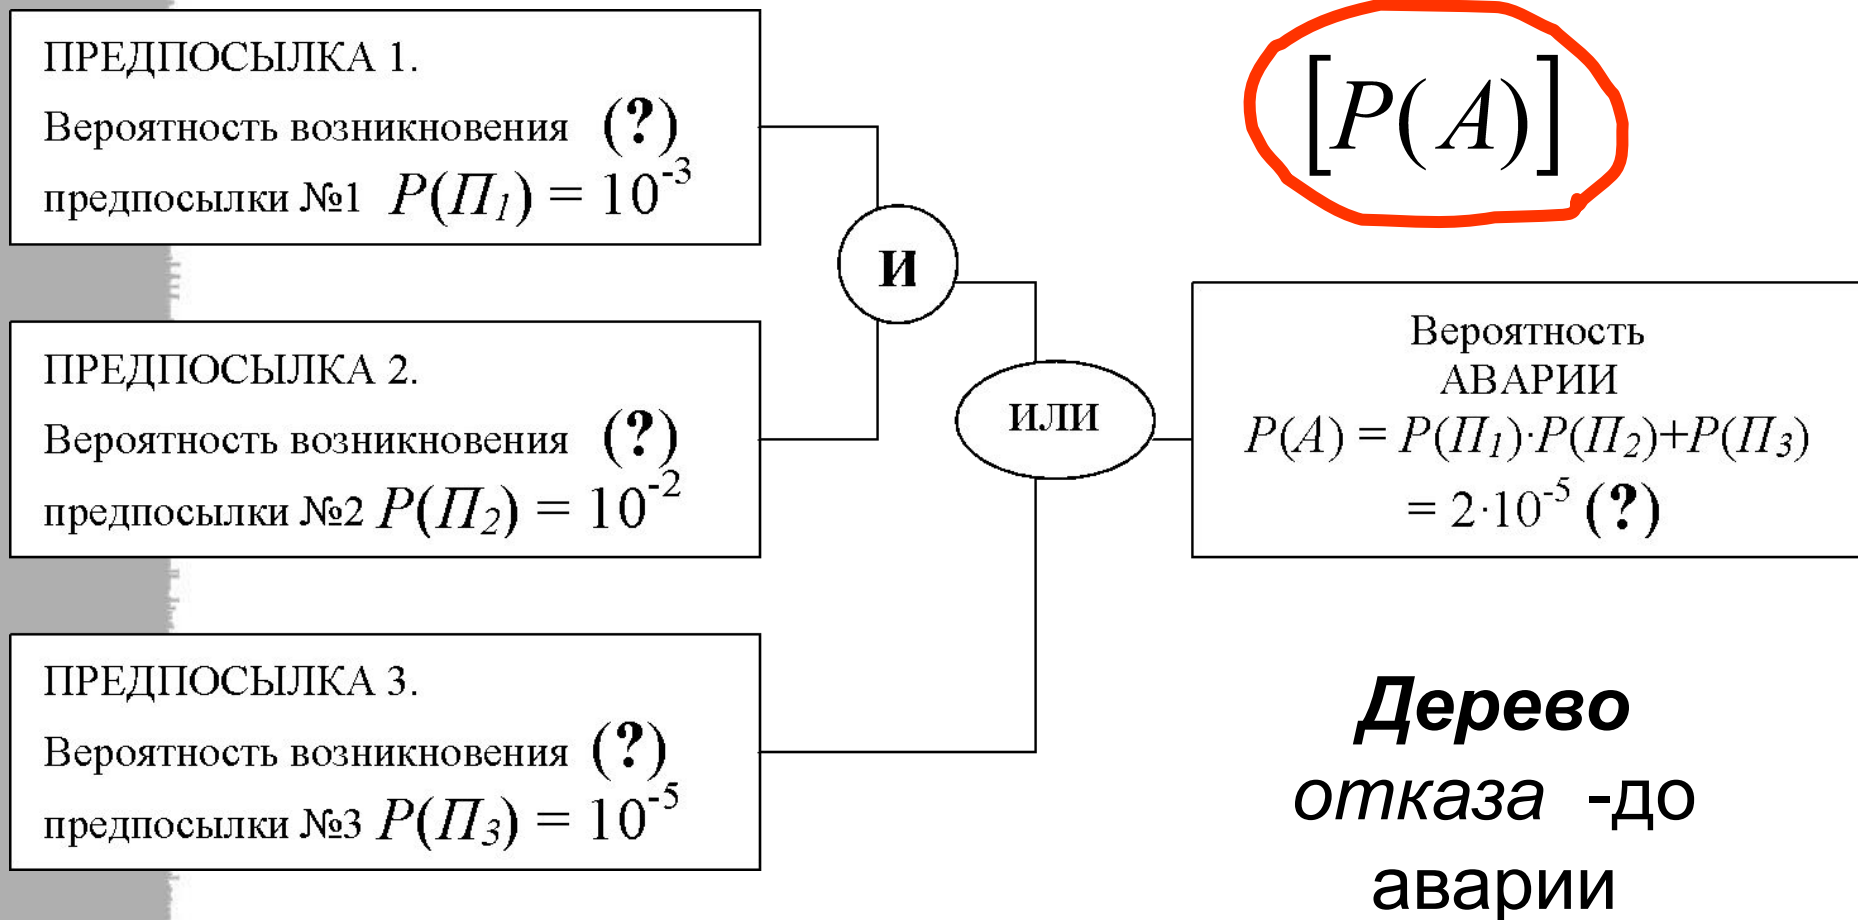 ПРЕДПОСЫЛКА 1.
Вероятность возникновения (?)
предпосылки №1 P(П₁) = 10⁻³
ПРЕДПОСЫЛКА 2.
Вероятность возникновения (?)
предпосылки №2 P(П₂) = 10⁻²
ПРЕДПОСЫЛКА 3.
Вероятность возникновения (?)
предпосылки №3 P(П₃) = 10⁻⁵
И
ИЛИ
[P(A)]
Вероятность
АВАРИИ
P(A) = P(П₁)·P(П₂)+P(П₃)
= 2·10⁻⁵ (?)
Дерево
отказа -до
аварии